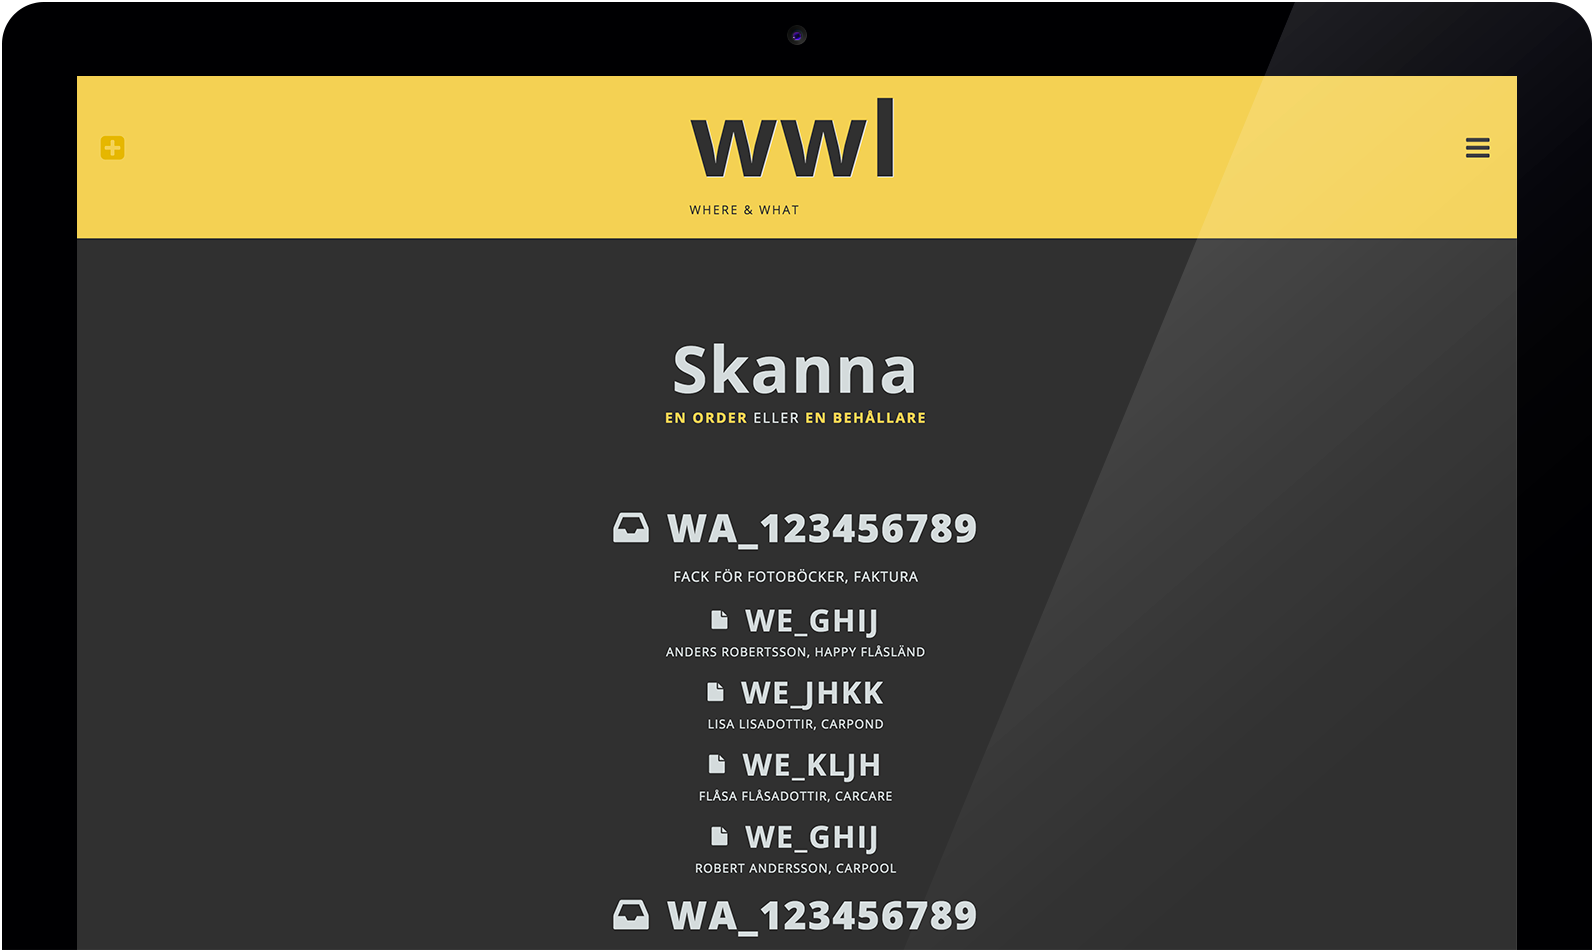 wwl
WHERE & WHAT
Skanna
EN ORDER ELLER EN BEHÅLLARE
WA_123456789
FACK FÖR FOTOBÖCKER, FAKTURA
WE_GHIJ
ANDERS ROBERTSSON, HAPPY FLÅSLÄND
WE_JHKK
LISA LISADOTTIR, CARPOND
WE_KLJH
FLÅSA FLÅSADOTTIR, CARCARE
WE_GHIJ
ROBERT ANDERSSON, CARPOOL
WA_123456789